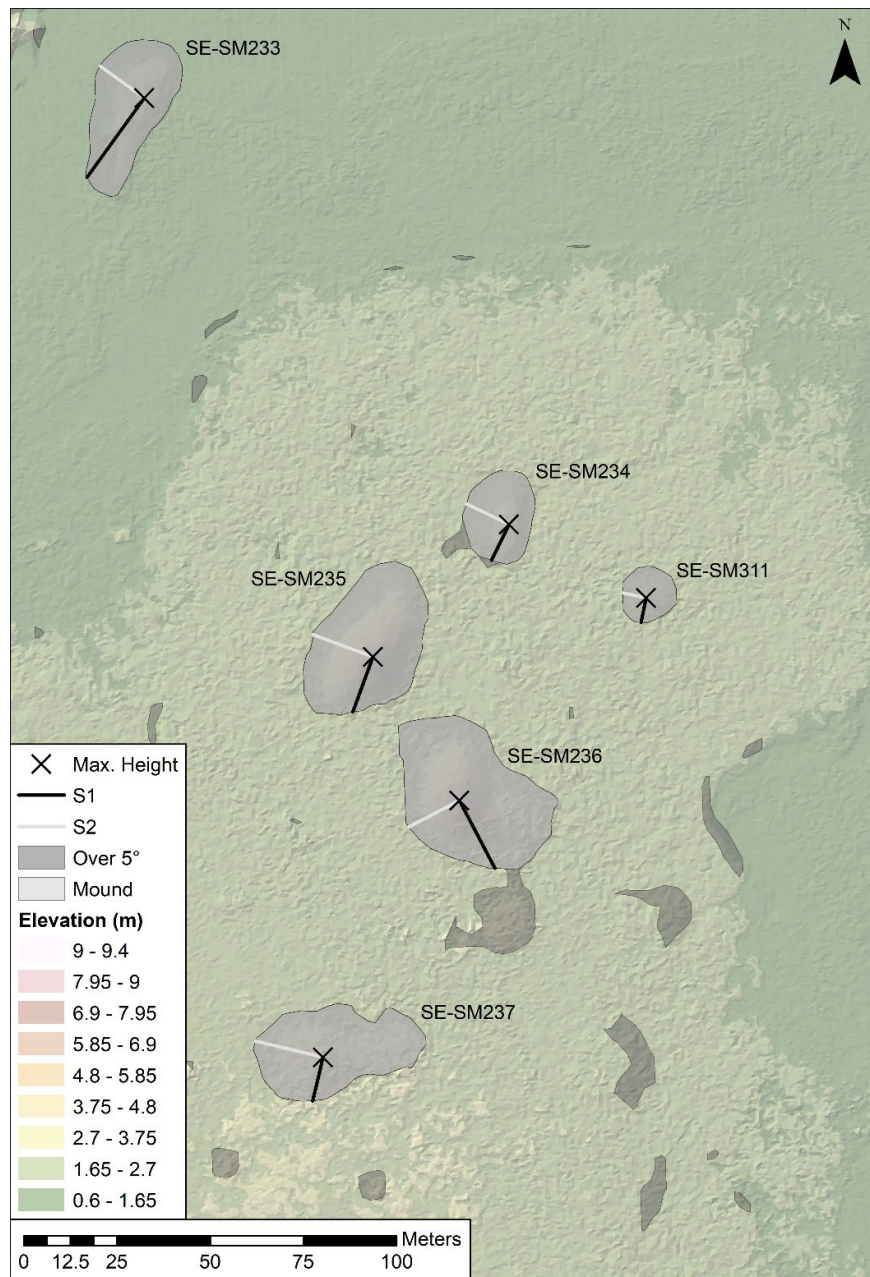 SE-SM233
N
SE-SM234
SE-SM235
SE-SM311
SE-SM236
Max. Height
S1
S2
Over 5°
Mound
Elevation (m)
9 - 9.4
7.95 - 9
6.9 - 7.95
5.85 - 6.9
4.8 - 5.85
3.75 - 4.8
2.7 - 3.75
1.65 - 2.7
0.6 - 1.65
SE-SM237
Meters
0 12.5 25 50 75 100